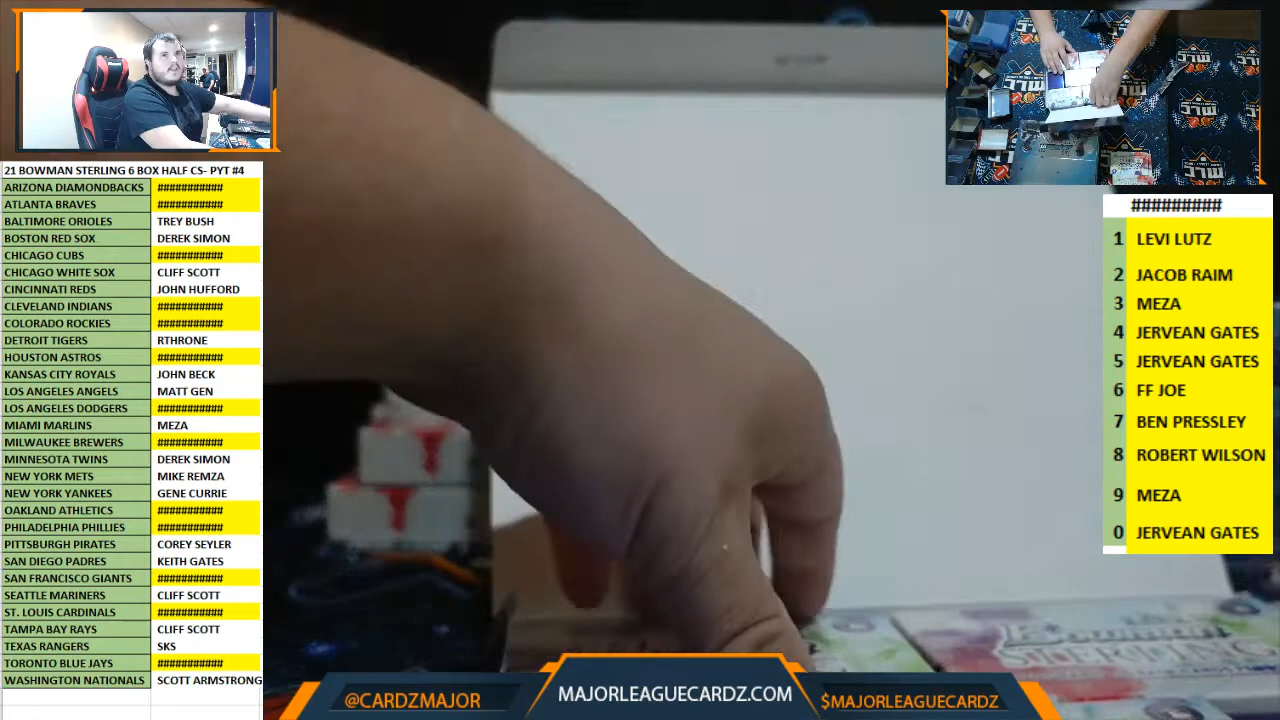 21 BOWMAN STERLING 6 BOX HALF CS- PYT #4
ARIZONA DIAMONDBACKS ###########
ATLANTA BRAVES ###########
BALTIMORE ORIOLES TREY BUSH
BOSTON RED SOX DEREK SIMON
CHICAGO CUBS ###########
CHICAGO WHITE SOX CLIFF SCOTT
CINCINNATI REDS JOHN HUFFORD
CLEVELAND INDIANS ###########
COLORADO ROCKIES ###########
DETROIT TIGERS RTHRONE
HOUSTON ASTROS ###########
KANSAS CITY ROYALS JOHN BECK
LOS ANGELES ANGELS MATT GEN
LOS ANGELES DODGERS ###########
MIAMI MARLINS MEZA
MILWAUKEE BREWERS ###########
MINNESOTA TWINS DEREK SIMON
NEW YORK METS MIKE REMZA
NEW YORK YANKEES GENE CURRIE
OAKLAND ATHLETICS ###########
PHILADELPHIA PHILLIES ###########
PITTSBURGH PIRATES COREY SEYLER
SAN DIEGO PADRES KEITH GATES
SAN FRANCISCO GIANTS ###########
SEATTLE MARINERS CLIFF SCOTT
ST. LOUIS CARDINALS ###########
TAMPA BAY RAYS CLIFF SCOTT
TEXAS RANGERS SKS
TORONTO BLUE JAYS ###########
WASHINGTON NATIONALS SCOTT ARMSTRONG
#########
1 LEVI LUTZ
2 JACOB RAIM
3 MEZA
4 JERVEAN GATES
5 JERVEAN GATES
6 FF JOE
7 BEN PRESSLEY
8 ROBERT WILSON
9 MEZA
0 JERVEAN GATES
Bowman
STERLING
@CARDZMAJOR
MAJORLEAGUECARDZ.COM
$MAJORLEAGUECARDZ